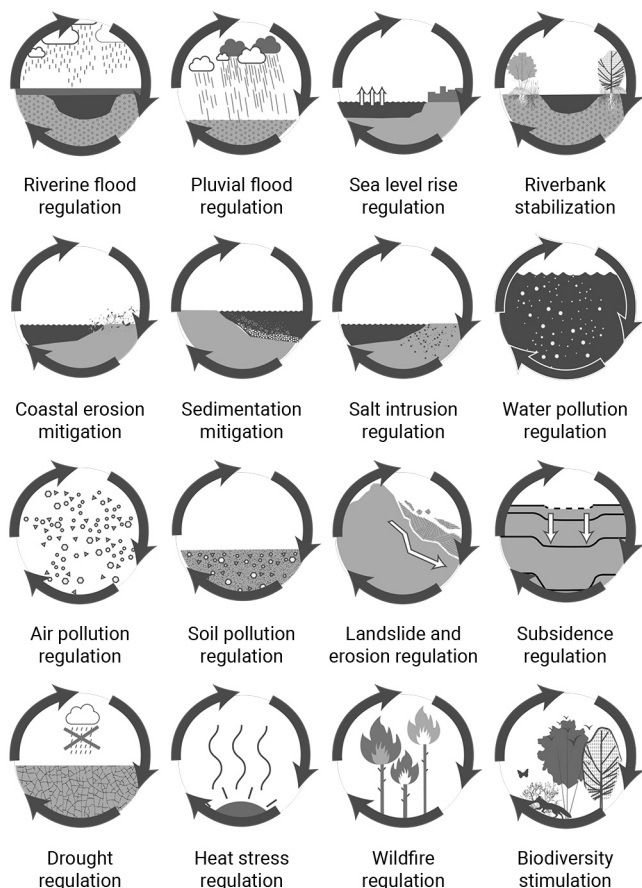 Riverine flood
regulation
Pluvial flood
regulation
Sea level rise
regulation
Riverbank
stabilization
Coastal erosion
mitigation
Sedimentation
mitigation
Salt intrusion
regulation
Water pollution
regulation
Air pollution
regulation
Soil pollution
regulation
Landslide and
erosion regulation
Subsidence
regulation
Drought
regulation
Heat stress
regulation
Wildfire
regulation
Biodiversity
stimulation